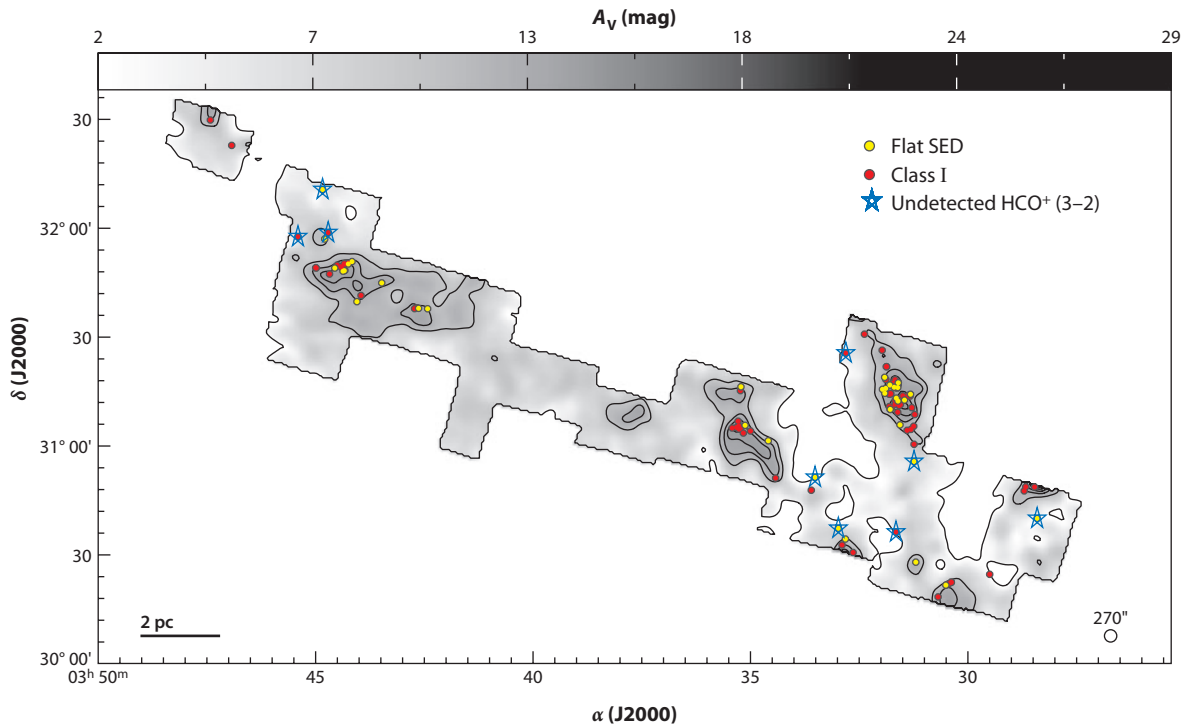 A_V (mag)
2 7 13 18 24 29
30
32° 00'
30
31° 00'
30
30° 00'
δ (J2000)
Flat SED
Class I
Undetected HCO⁺ (3–2)
2 pc
270"
03ʰ 50ᵐ 45 40 35 30
α (J2000)